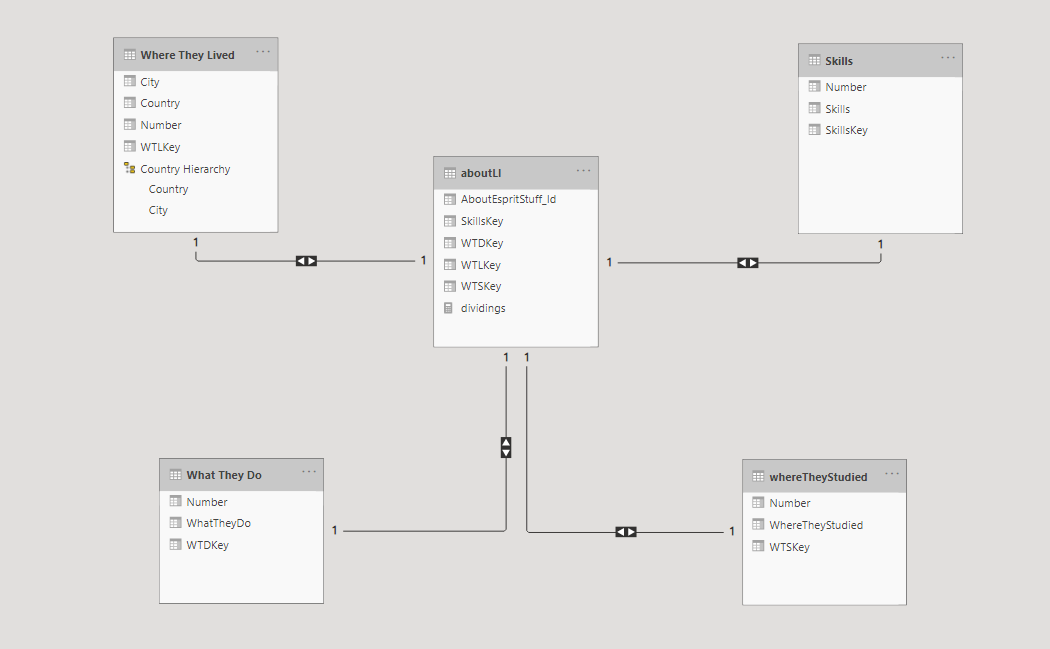 Where They Lived
City
Country
Number
WTLKey
Country Hierarchy
Country
City
1
1
aboutLI
AboutEspritStuff_Id
SkillsKey
WTDKey
WTLKey
WTSKey
dividings
Skills
Number
Skills
SkillsKey
1
1
1
1
What They Do
Number
WhatTheyDo
WTDKey
1
1
whereTheyStudied
Number
WhereTheyStudied
WTSKey